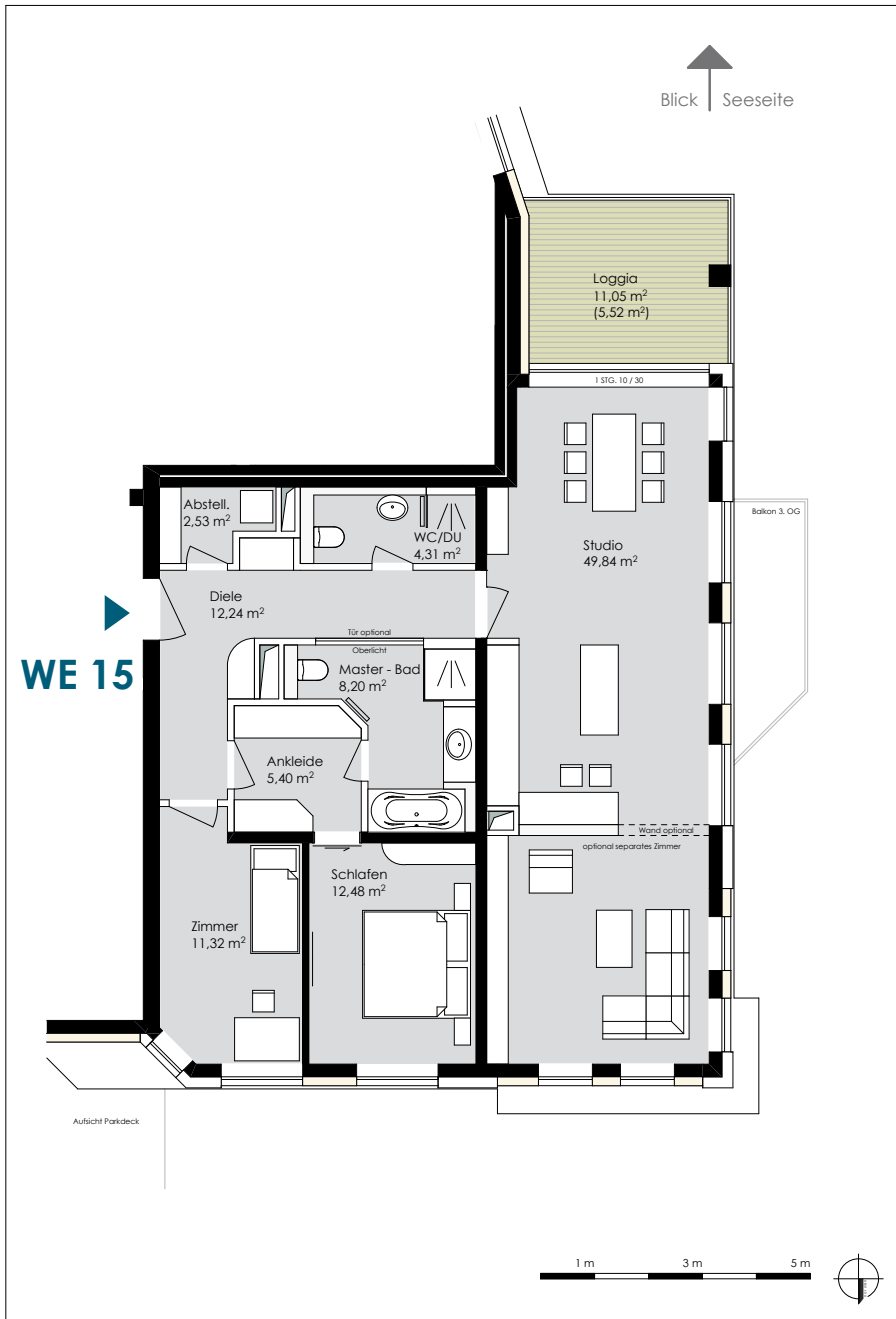 Blick Seeseite
Loggia
11,05 m²
(5,52 m²)
1 STG. 10 / 30
Abstell.
2,53 m²
WC/DU
4,31 m²
Studio
49,84 m²
Balkon 3. OG
Diele
12,24 m²
Tür optional
Oberlicht
WE 15
Master - Bad
8,20 m²
Ankleide
5,40 m²
Wand optional
optional separates Zimmer
Schlafen
12,48 m²
Zimmer
11,32 m²
Aufsicht Parkdeck
1 m 3 m 5 m